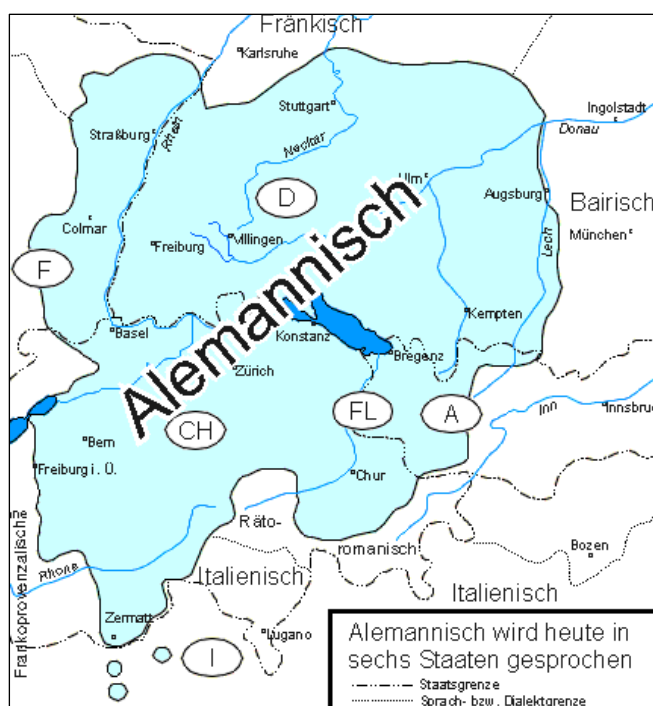 Fränkisch
Karlsruhe
Stuttgart
Ingolstadt
Straßburg
Rhein
Neckar
Donau
D
Ulm
Augsburg
Bairisch
Colmar
Freiburg
Villingen
München
Lech
F
Alemannisch
Basel
Konstanz
Kempten
Bregenz
Zürich
CH
FL
A
Inn
Innsbru
Bern
Freiburg i. Ü.
Chur
Räto-
romanisch
Bozen
Rhone
Italienisch
Italienisch
Frankoprovenzalische
Zermatt
Lugano
I
Alemannisch wird heute in
sechs Staaten gesprochen
Staatsgrenze
Sprach- bzw. Dialektgrenze